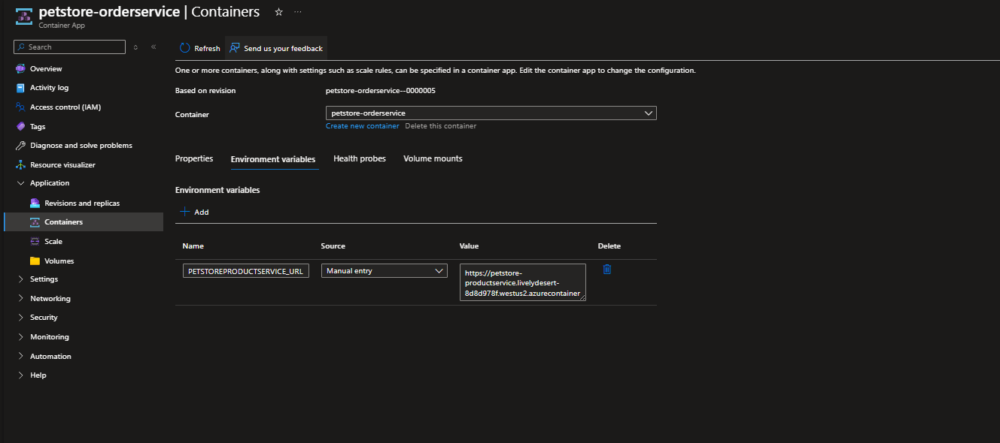 petstore-orderservice | Containers
Container App
Search
Refresh
Send us your feedback
Overview
Activity log
Access control (IAM)
Tags
Diagnose and solve problems
Resource visualizer
Application
Revisions and replicas
Containers
Scale
Volumes
Settings
Networking
Security
Monitoring
Automation
Help
One or more containers, along with settings such as scale rules, can be specified in a container app. Edit the container app to change the configuration.
Based on revision petstore-orderservice--0000005
Container petstore-orderservice
Create new container Delete this container
Properties Environment variables Health probes Volume mounts
Environment variables
Add
Name Source Value Delete
PETSTOREPRODUCTSERVICE_URL Manual entry
https://petstore-
productservice.livelydesert-
8d8d978f.westus2.azurecontainer